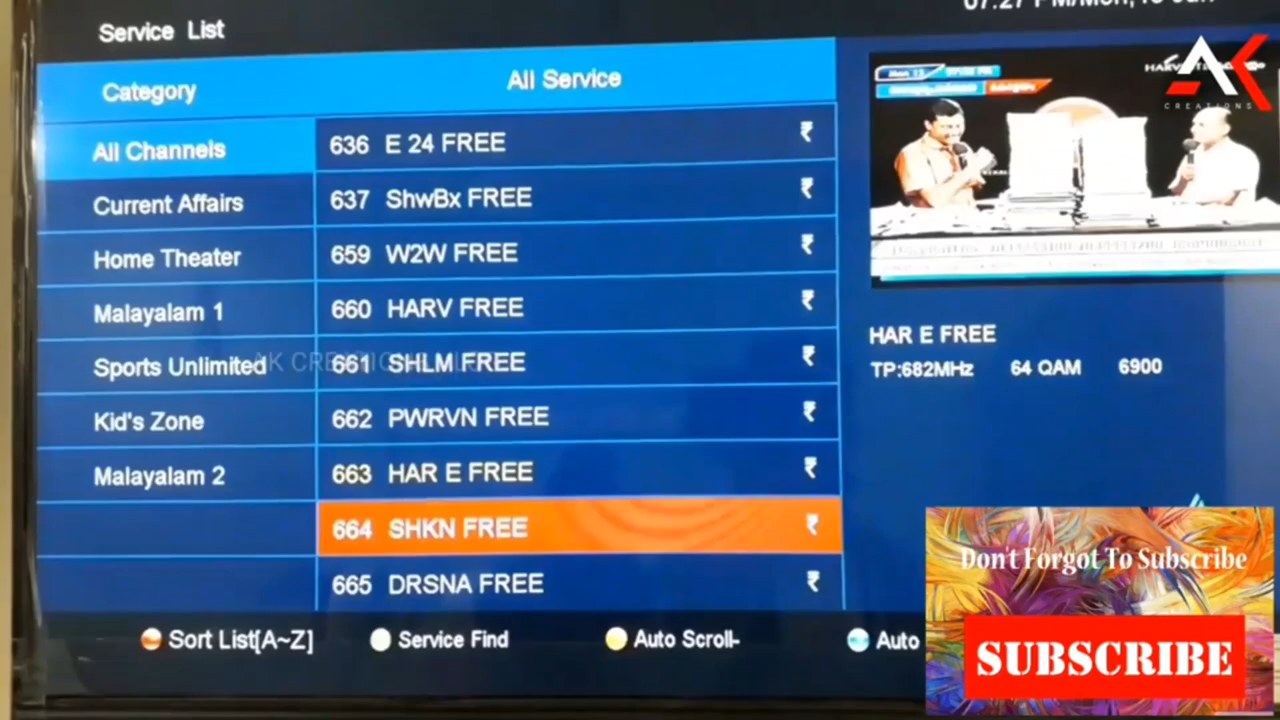 Service List
Category
All Service
All Channels
Current Affairs
Home Theater
Malayalam 1
Sports Unlimited
Kid's Zone
Malayalam 2
636 E 24 FREE ₹
637 ShwBx FREE ₹
659 W2W FREE ₹
660 HARV FREE ₹
661 SHLM FREE ₹
662 PWRVN FREE ₹
663 HAR E FREE ₹
664 SHKN FREE ₹
665 DRSNA FREE ₹
AK
CREATIONS
HAR E FREE
TP:682MHz 64 QAM 6900
Sort List[A~Z] Service Find Auto Scroll- Auto
Don't Forgot To Subscribe
SUBSCRIBE